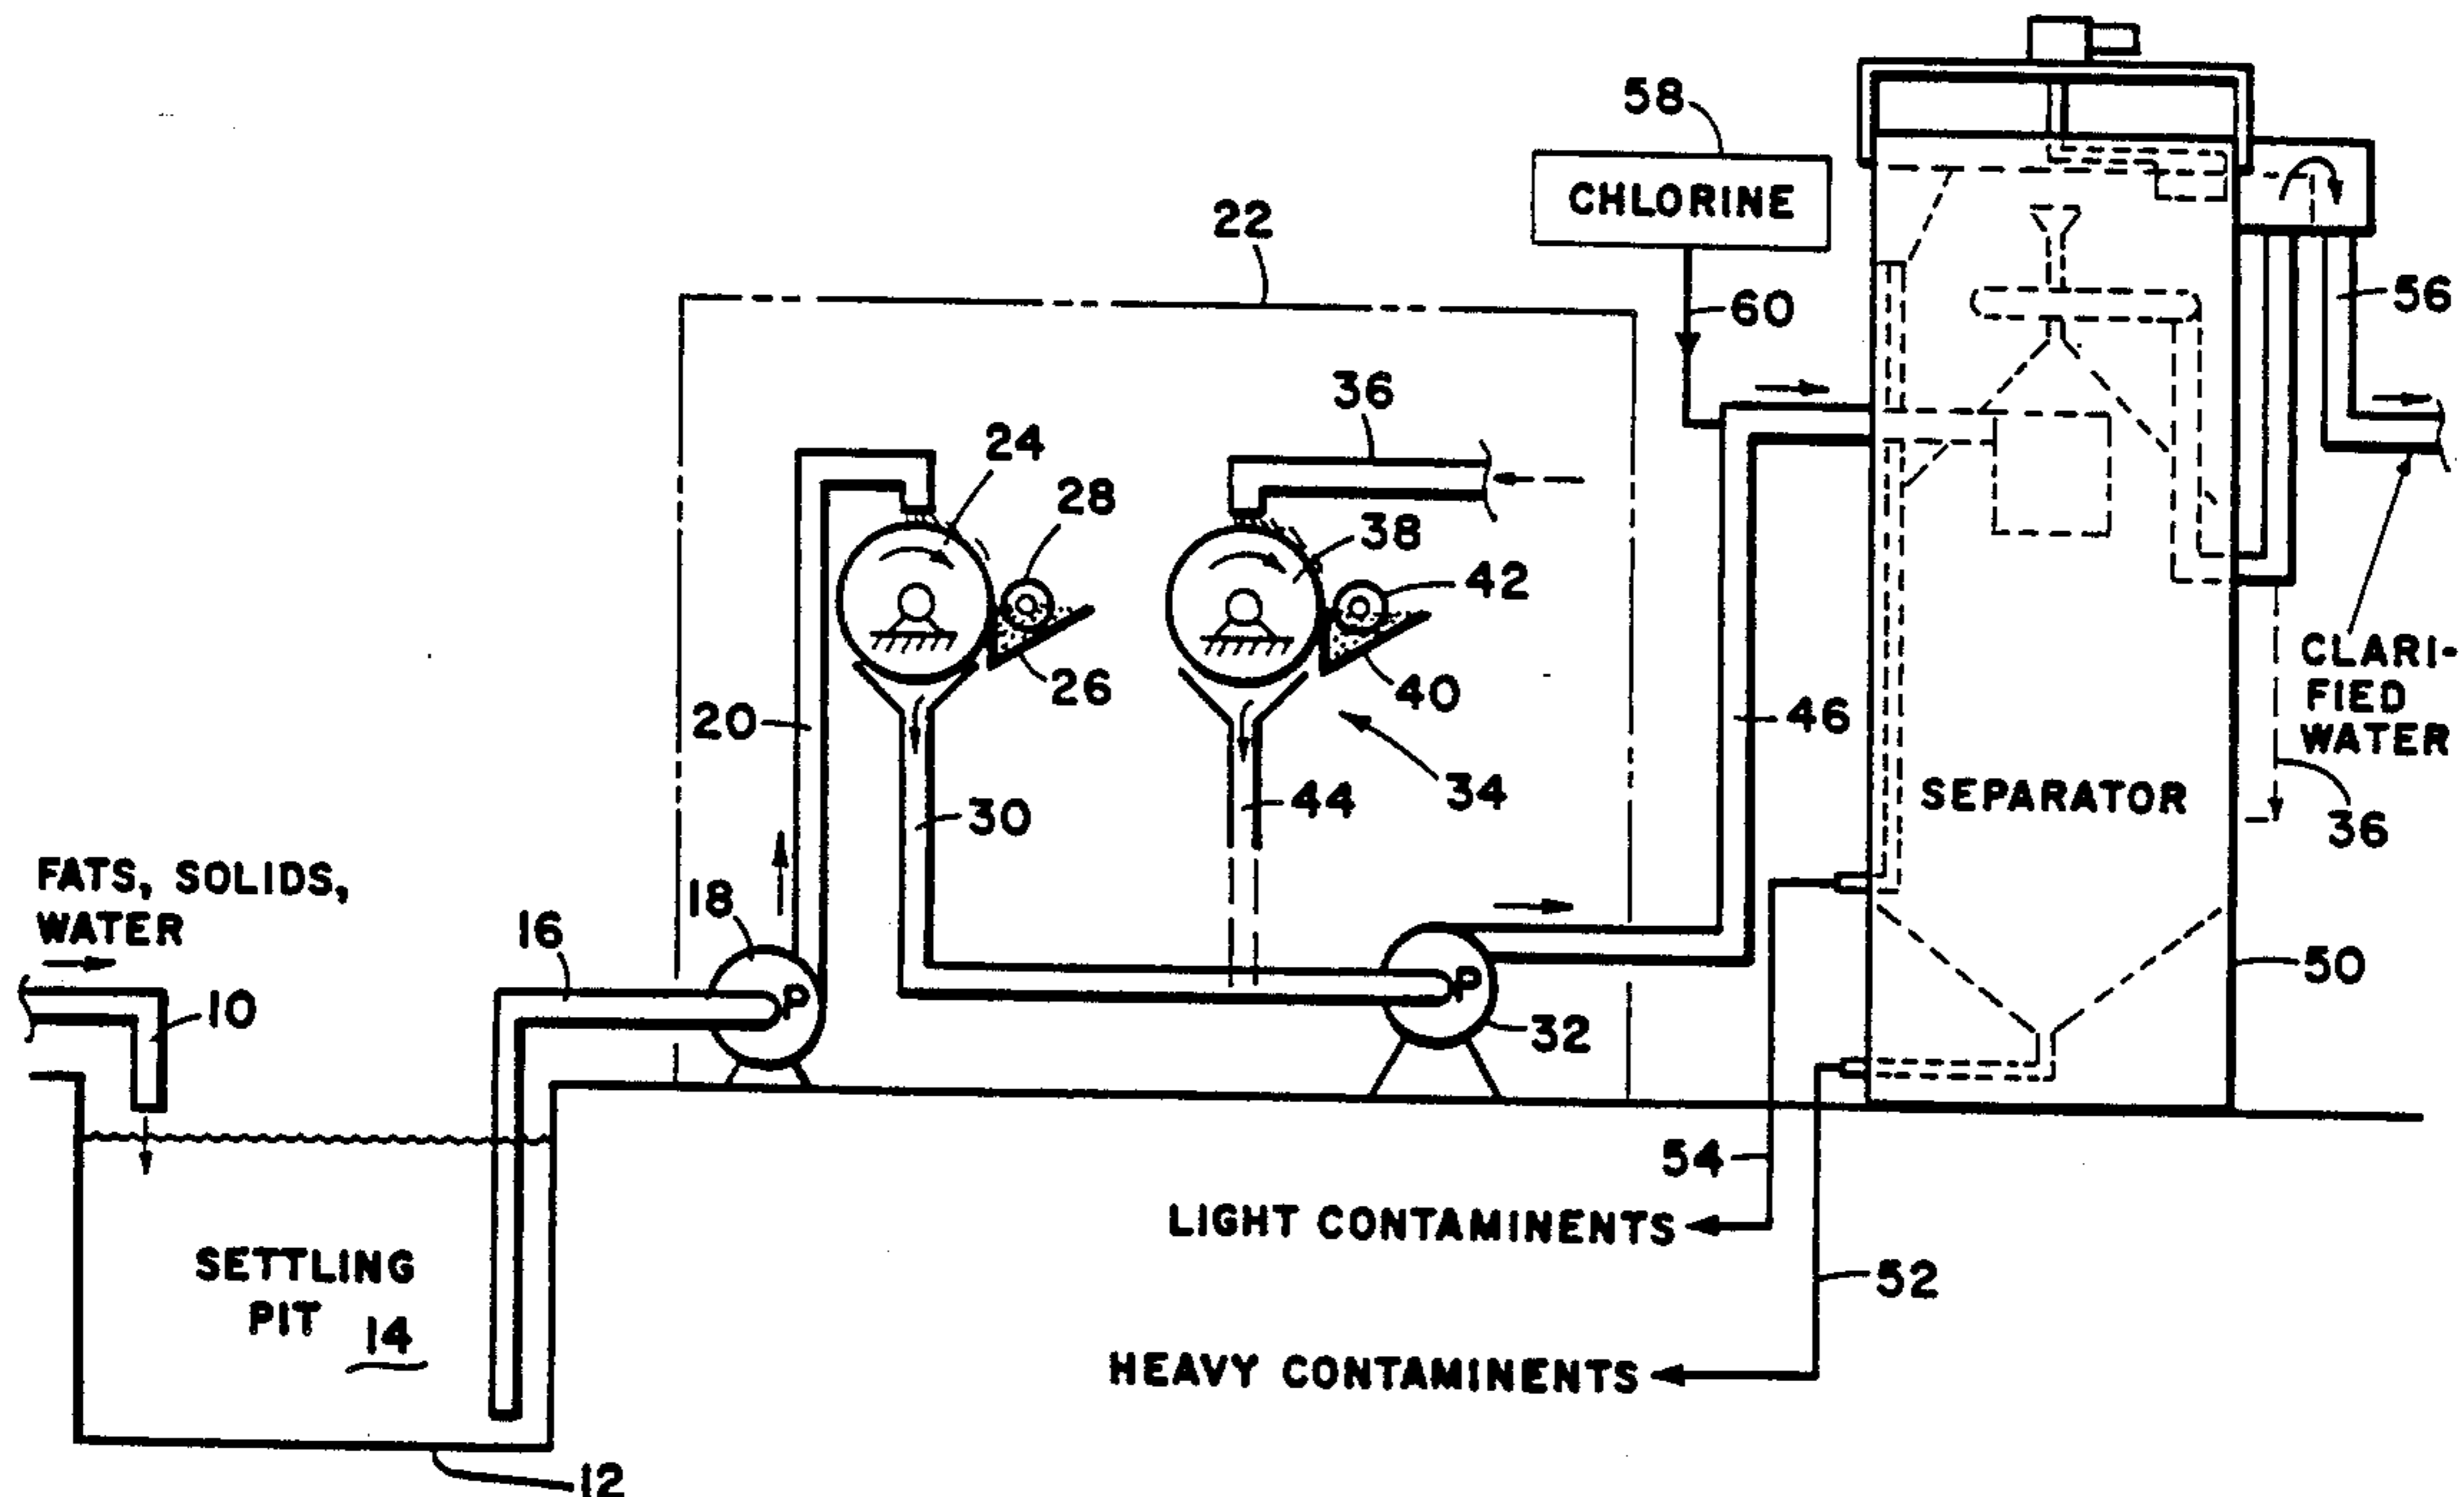 58
CHLORINE
22
60
56
36
24
28
38
42
26
40
20
46
CLARI-
FIED
WATER
34
44
30
SEPARATOR
36
FATS, SOLIDS,
WATER
18
16
P
P
10
32
50
54
LIGHT CONTAMINENTS
SETTLING
PIT
14
52
HEAVY CONTAMINENTS
12